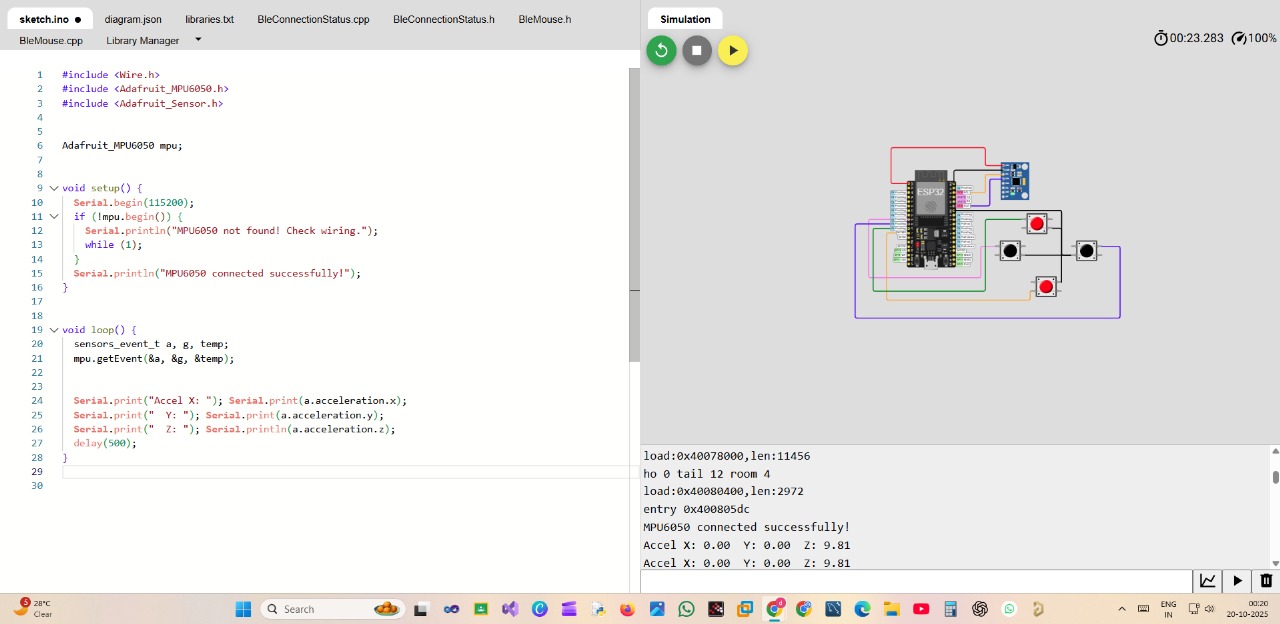 sketch.ino ●
diagram.json
libraries.txt
BleConnectionStatus.cpp
BleConnectionStatus.h
BleMouse.h
BleMouse.cpp
Library Manager
1 #include <Wire.h>
2 #include <Adafruit_MPU6050.h>
3 #include <Adafruit_Sensor.h>
4
5
6 Adafruit_MPU6050 mpu;
7
8
9 void setup() {
10 Serial.begin(115200);
11 if (!mpu.begin()) {
12 Serial.println("MPU6050 not found! Check wiring.");
13 while (1);
14 }
15 Serial.println("MPU6050 connected successfully!");
16 }
17
18
19 void loop() {
20 sensors_event_t a, g, temp;
21 mpu.getEvent(&a, &g, &temp);
22
23
24 Serial.print("Accel X: "); Serial.print(a.acceleration.x);
25 Serial.print("  Y: "); Serial.print(a.acceleration.y);
26 Serial.print("  Z: "); Serial.println(a.acceleration.z);
27 delay(500);
28 }
29
30
Simulation
00:23.283
100%
ESP32
load:0x40078000,len:11456
ho 0 tail 12 room 4
load:0x40080400,len:2972
entry 0x400805dc
MPU6050 connected successfully!
Accel X: 0.00  Y: 0.00  Z: 9.81
Accel X: 0.00  Y: 0.00  Z: 9.81
5
28°C
Clear
Search
ENG
IN
00:20
20-10-2025